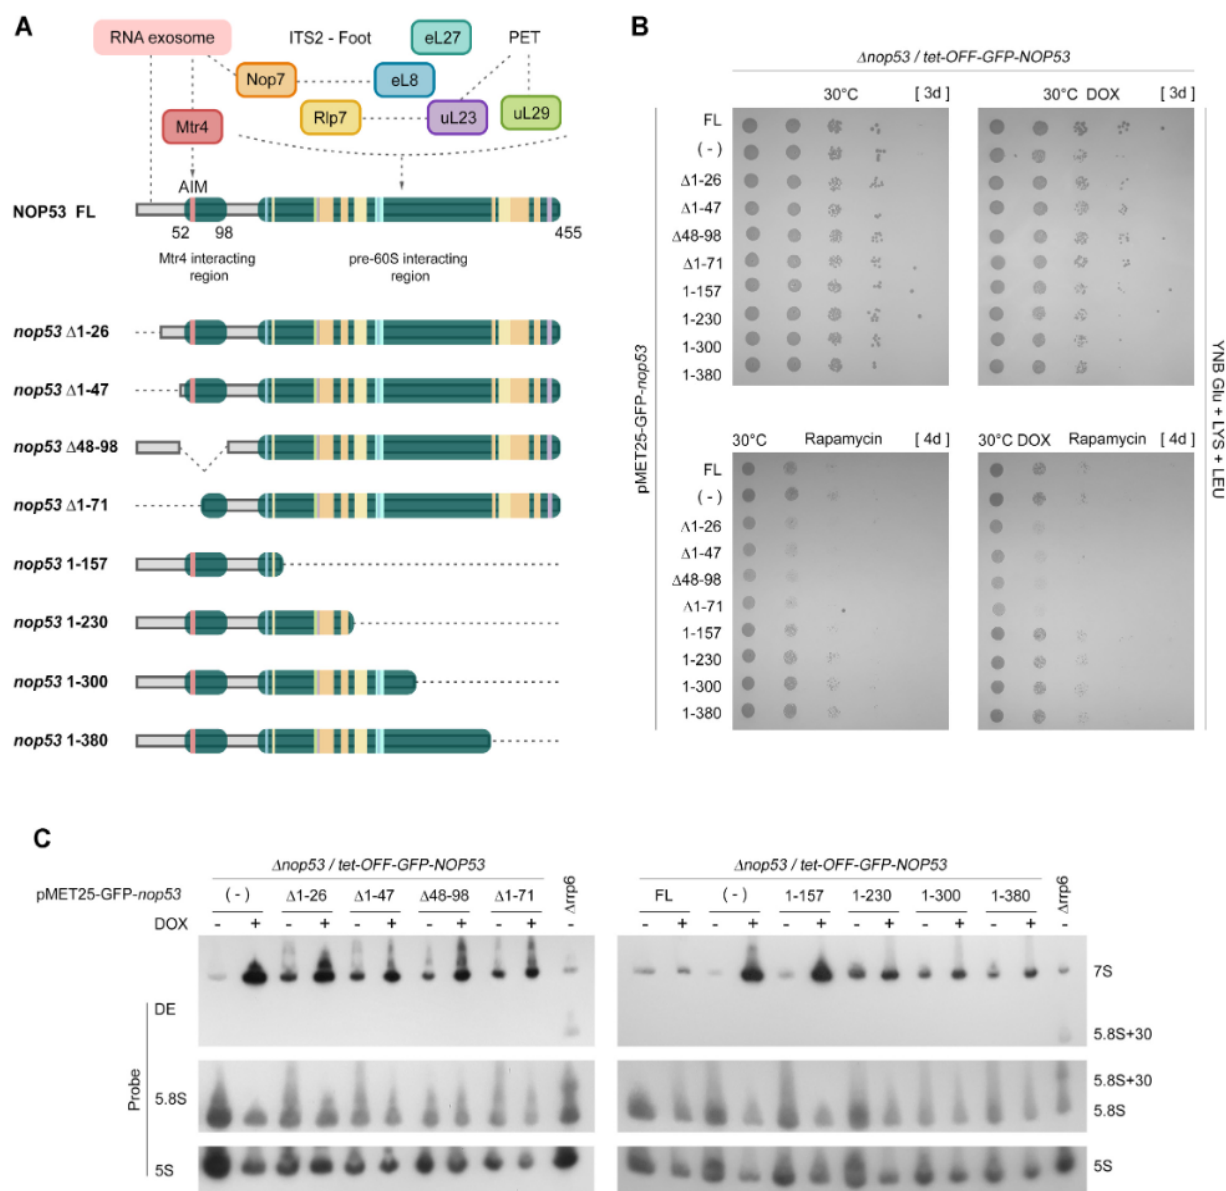 A
RNA exosome
ITS2 - Foot
eL27
PET
Nop7
eL8
Mtr4
Rlp7
uL23
uL29
AIM
NOP53 FL
52
98
455
Mtr4 interacting
region
pre-60S interacting
region
nop53 Δ1-26
nop53 Δ1-47
nop53 Δ48-98
nop53 Δ1-71
nop53 1-157
nop53 1-230
nop53 1-300
nop53 1-380
B
Δnop53 / tet-OFF-GFP-NOP53
30°C [ 3d ]
30°C DOX [ 3d ]
FL
( - )
Δ1-26
Δ1-47
Δ48-98
Δ1-71
1-157
1-230
1-300
1-380
pMET25-GFP-nop53
YNB Glu + LYS + LEU
30°C Rapamycin [ 4d ]
30°C DOX Rapamycin [ 4d ]
FL
( - )
Δ1-26
Δ1-47
Δ48-98
Δ1-71
1-157
1-230
1-300
1-380
C
Δnop53 / tet-OFF-GFP-NOP53
Δnop53 / tet-OFF-GFP-NOP53
pMET25-GFP-nop53
( - ) Δ1-26 Δ1-47 Δ48-98 Δ1-71 Δrrp6
FL ( - ) 1-157 1-230 1-300 1-380 Δrrp6
DOX - + - + - + - + - + -
- + - + - + - + - + - + -
Probe
DE
7S
5.8S+30
5.8S
5.8S+30
5.8S
5S
5S